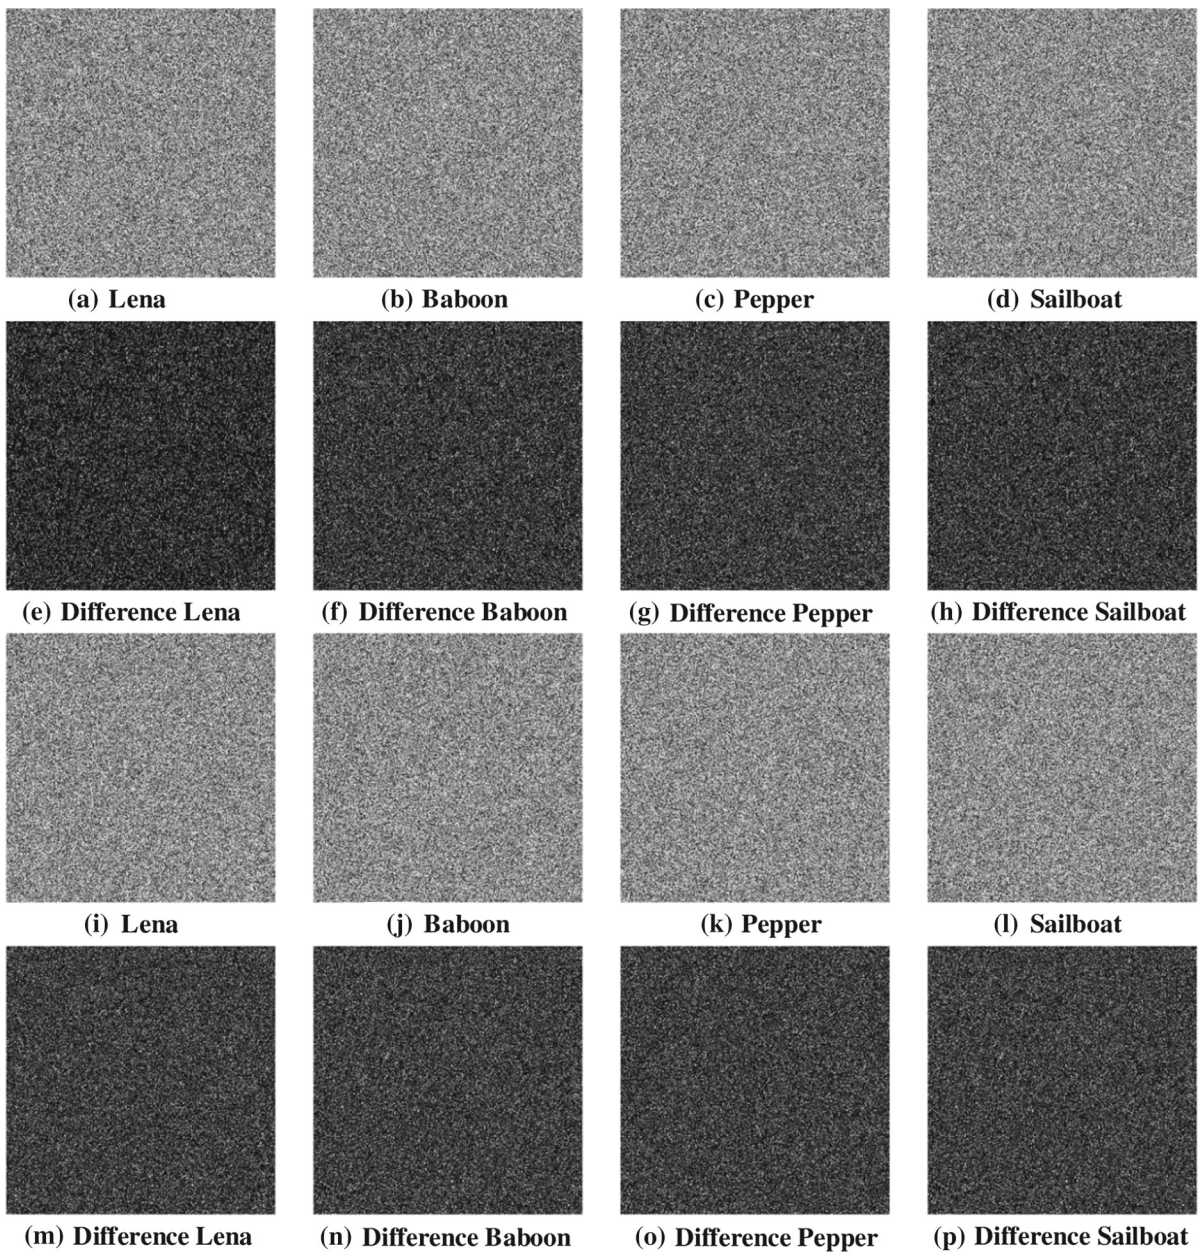 (a) Lena
(b) Baboon
(c) Pepper
(d) Sailboat
(e) Difference Lena
(f) Difference Baboon
(g) Difference Pepper
(h) Difference Sailboat
(i) Lena
(j) Baboon
(k) Pepper
(l) Sailboat
(m) Difference Lena
(n) Difference Baboon
(o) Difference Pepper
(p) Difference Sailboat